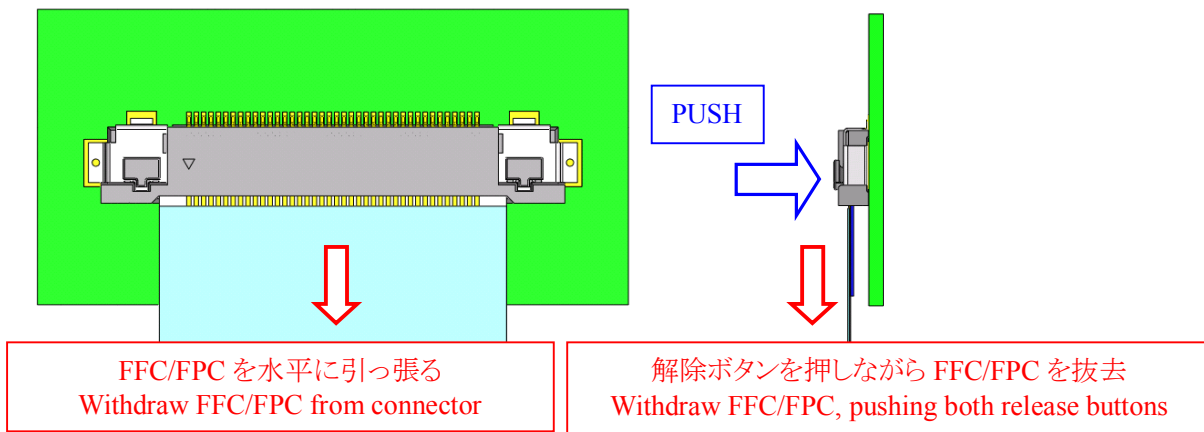 PUSH
FFC/FPC を水平に引っ張る
Withdraw FFC/FPC from connector
解除ボタンを押しながら FFC/FPC を抜去
Withdraw FFC/FPC, pushing both release buttons